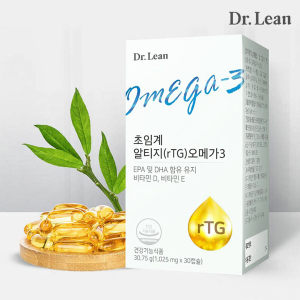 Dr. Lean
Dr. Lean
OMEGA-3
초임계
알티지(rTG)오메가3
EPA 및 DHA 함유 유지
비타민 D, 비타민 E
rTG
건강기능식품
30.75 g (1,025 mg x 30캡슐)